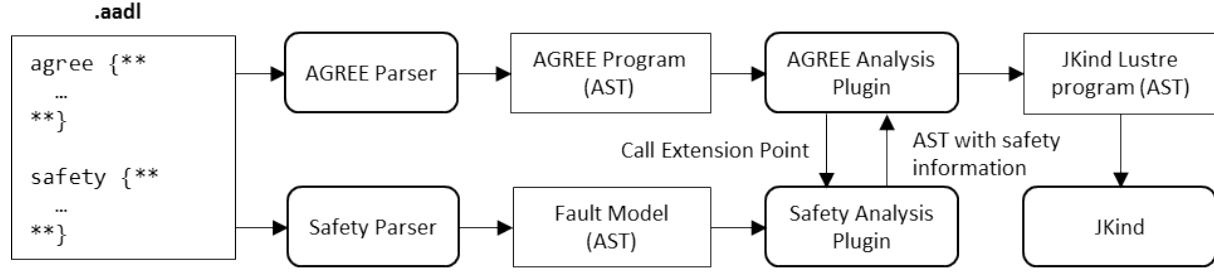 .aadl
agree {**
…
**}
safety {**
…
**}
AGREE Parser
AGREE Program
(AST)
AGREE Analysis
Plugin
JKind Lustre
program (AST)
Call Extension Point
AST with safety
information
Safety Parser
Fault Model
(AST)
Safety Analysis
Plugin
JKind